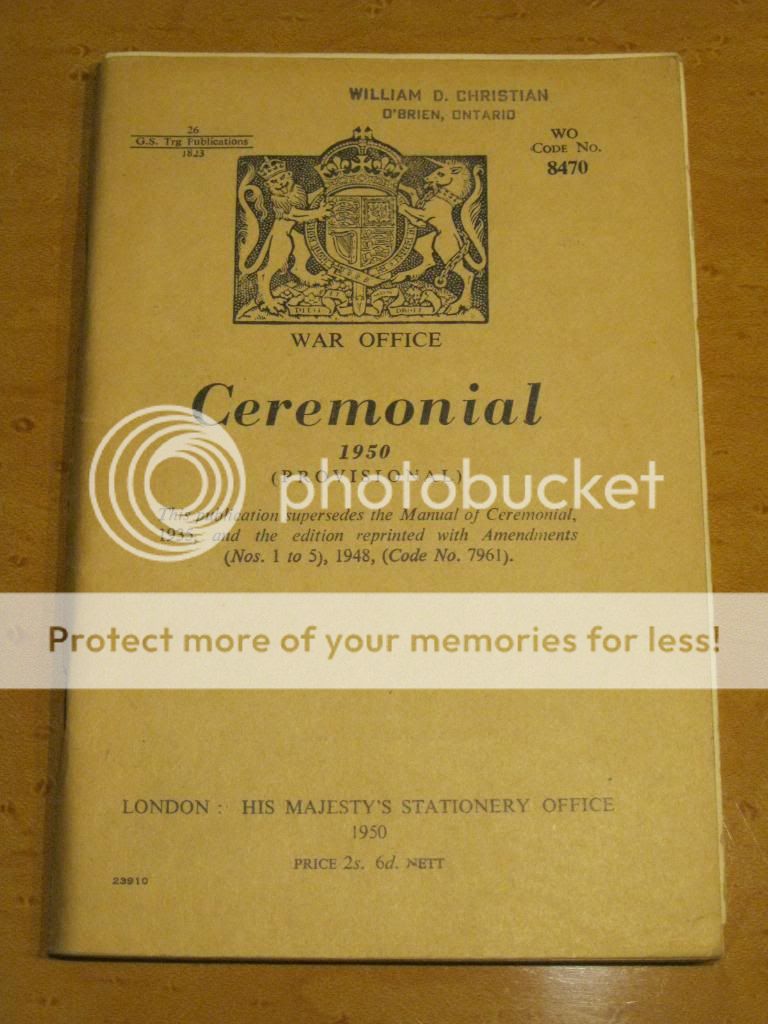 WILLIAM D. CHRISTIAN
O'BRIEN, ONTARIO
26
G.S. Trg Publications
1823
WO
CODE NO.
8470
DIEU DROIT
WAR OFFICE
Ceremonial
1950
(PROVISIONAL)
photobucket
This publication supersedes the Manual of Ceremonial,
1935, and the edition reprinted with Amendments
(Nos. 1 to 5), 1948, (Code No. 7961).
Protect more of your memories for less!
LONDON : HIS MAJESTY'S STATIONERY OFFICE
1950
PRICE 2s. 6d. NETT
23910